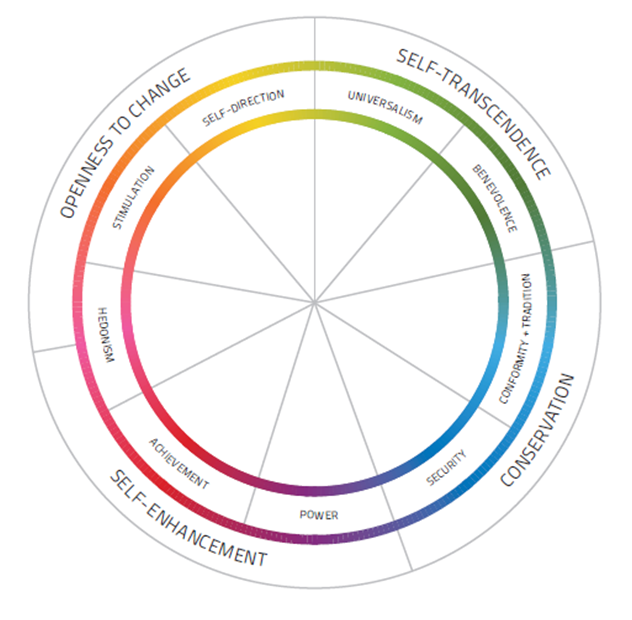 OPENNESS TO CHANGE
SELF-TRANSCENDENCE
SELF-DIRECTION
UNIVERSALISM
STIMULATION
BENEVOLENCE
HEDONISM
CONFORMITY + TRADITION
CONSERVATION
ACHIEVEMENT
SECURITY
POWER
SELF-ENHANCEMENT